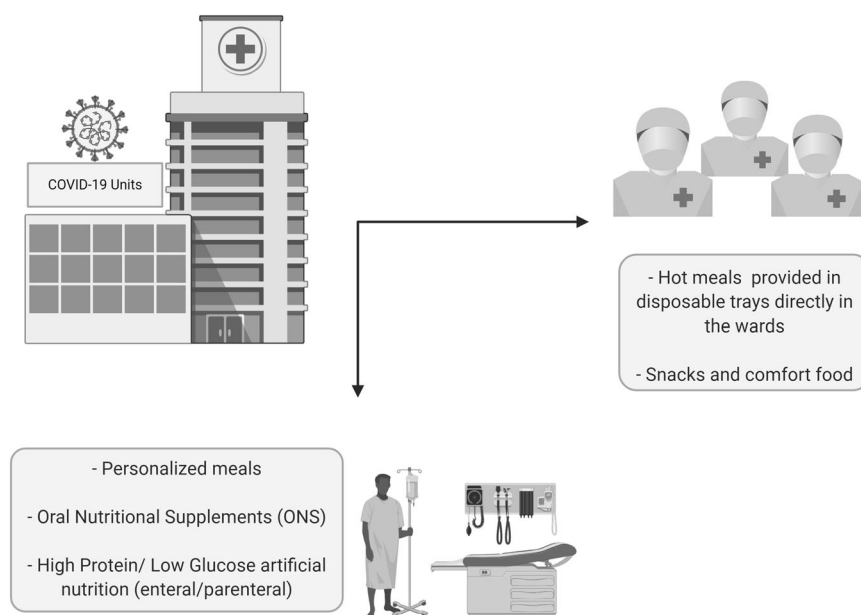 COVID-19 Units
- Hot meals provided in
disposable trays directly in
the wards
- Snacks and comfort food
- Personalized meals
- Oral Nutritional Supplements (ONS)
- High Protein/ Low Glucose artificial
nutrition (enteral/parenteral)